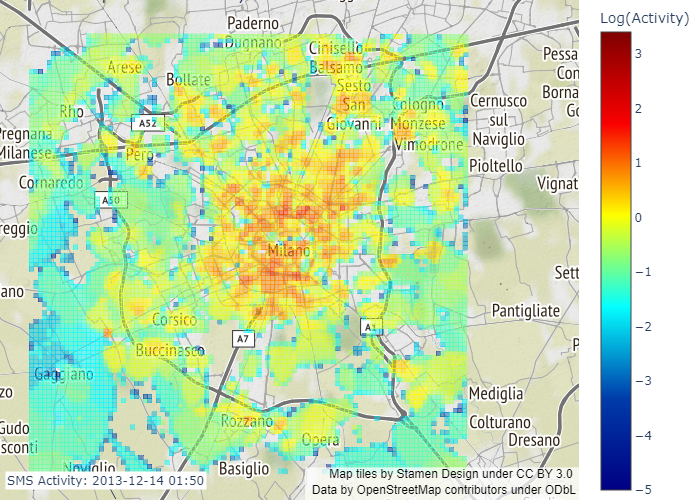 Log(Activity)
Paderno
Dugnano
Cinisello
Balsamo
Arese
Bollate
Sesto
San
Giovanni
Cologno
Monzese
Cernusco
sul
Naviglio
Rho
A52
Pregnana
Milanese
Pero
Vimodrone
Pioltello
Cornaredo
Vignat
A50
reggio
Milano
Sett
ano
Pantigliate
Corsico
A7
Buccinasco
Gaggiano
Mediglia
Rozzano
Colturano
Dresano
Opera
Gudo
sconti
Noviglio
Basiglio
Pessa
Con
Borna
Go
zo
P
3
2
1
0
−1
−2
−3
−4
−5
SMS Activity: 2013-12-14 01:50
Map tiles by Stamen Design under CC BY 3.0
Data by OpenStreetMap contributors under ODbL